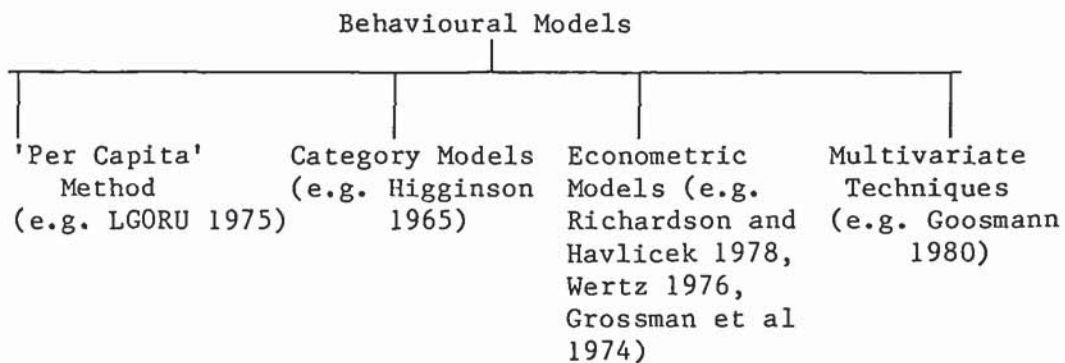 Behavioural Models
'Per Capita'
Method
(e.g. LGORU 1975)
Category Models
(e.g. Higginson
1965)
Econometric
Models (e.g.
Richardson and
Havlicek 1978,
Wertz 1976,
Grossman et al
1974)
Multivariate
Techniques
(e.g. Goosmann
1980)